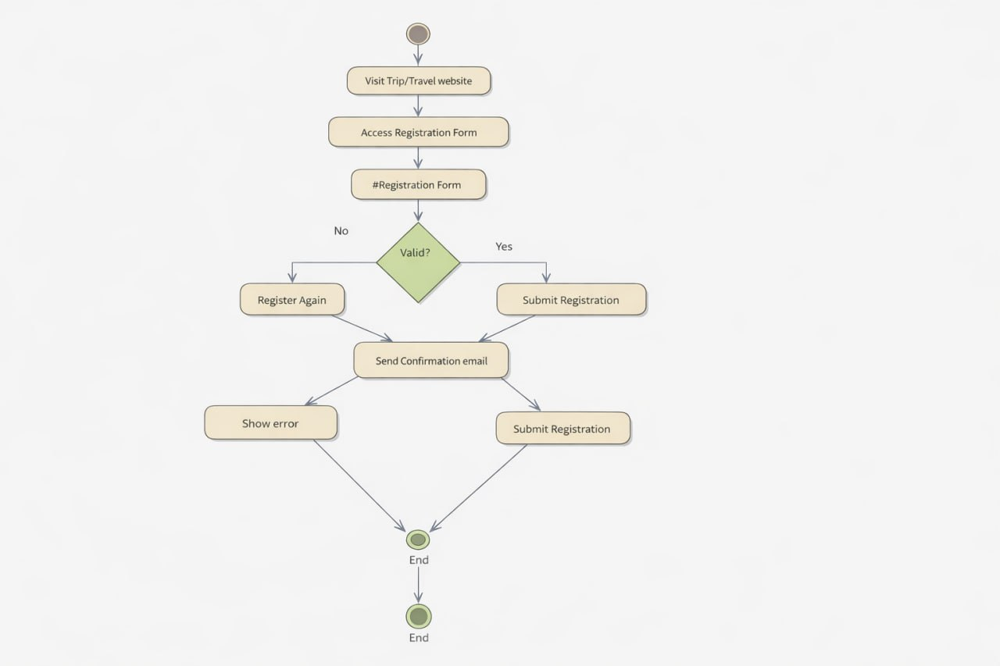 Visit Trip/Travel website
Access Registration Form
#Registration Form
No
Valid?
Yes
Register Again
Submit Registration
Send Confirmation email
Show error
Submit Registration
End
End